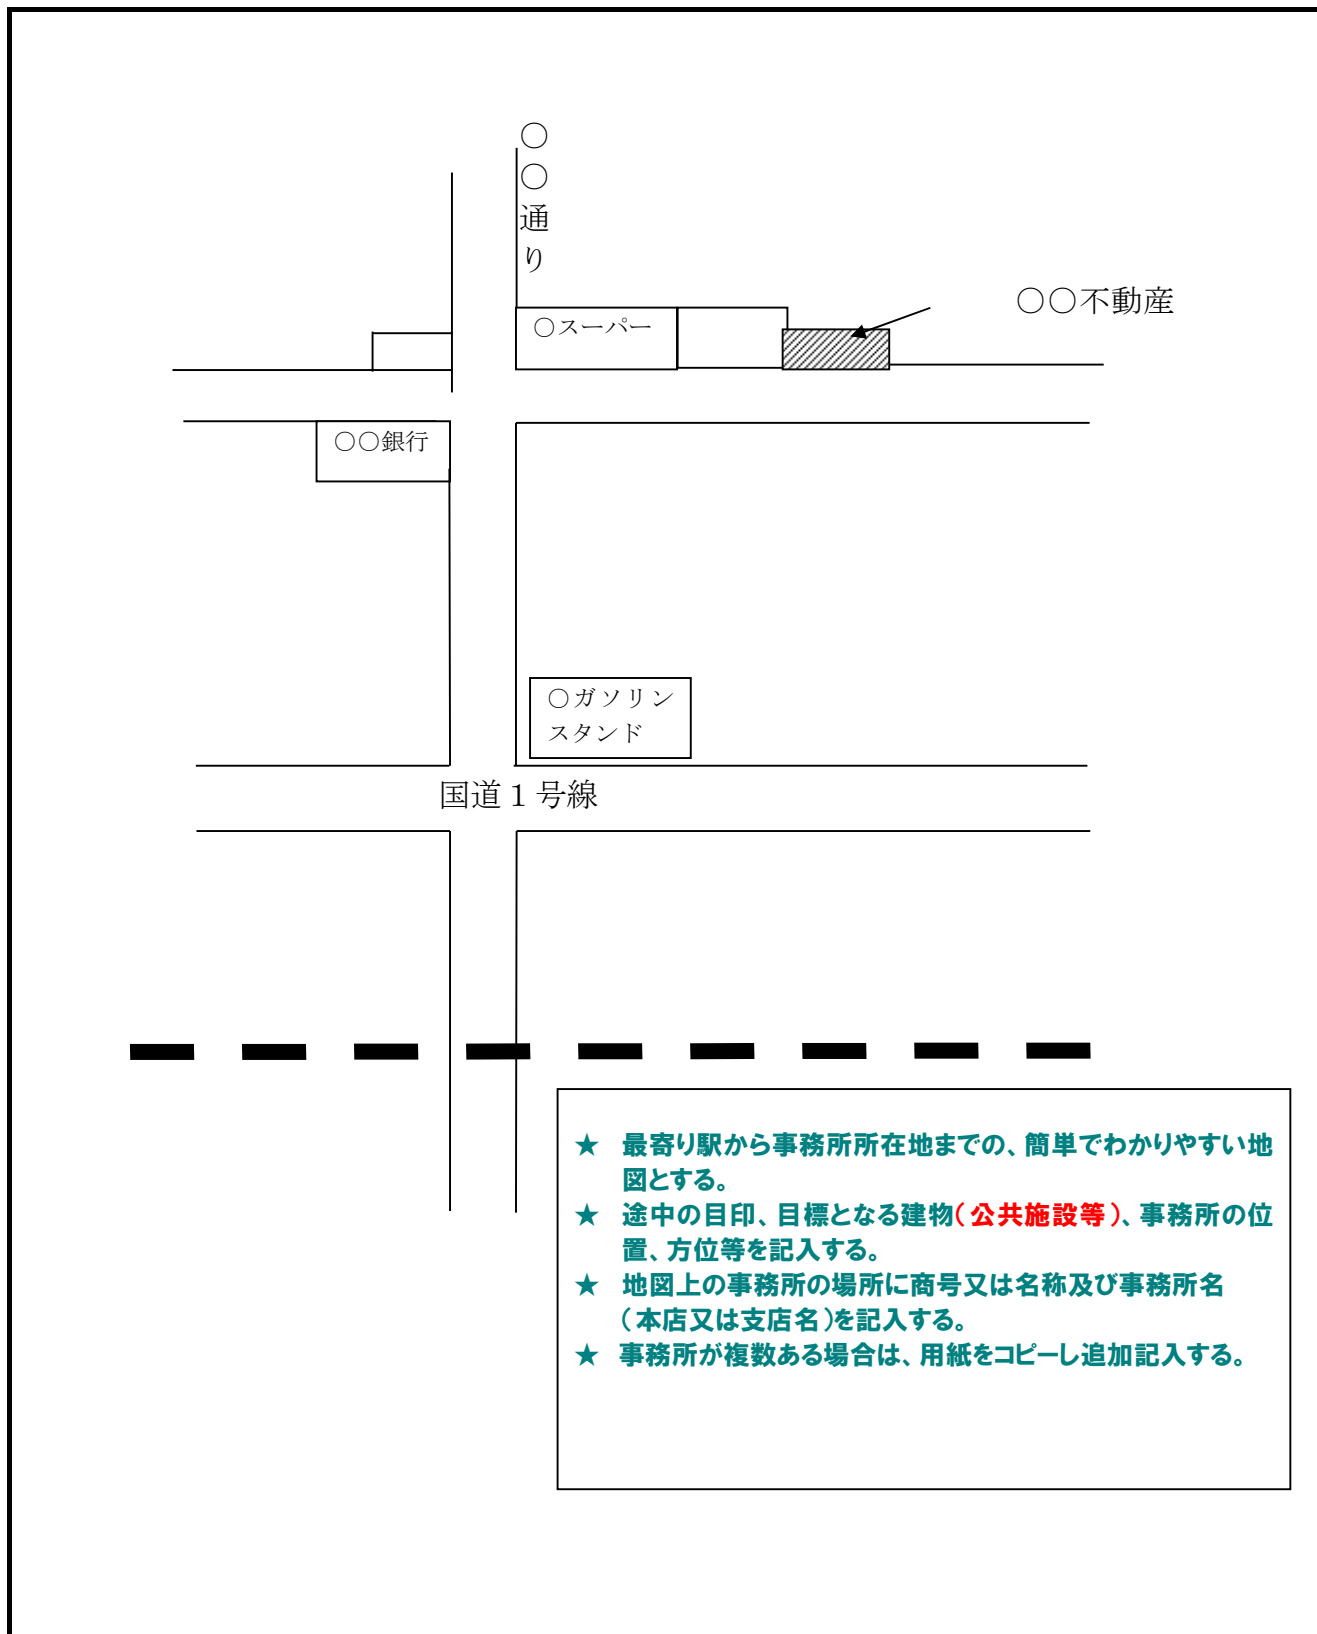 ○○通り
○○不動産
○スーパー
○○銀行
○ガソリン
スタンド
国道１号線
★ 最寄り駅から事務所所在地までの、簡単でわかりやすい地
図とする。
★ 途中の目印、目標となる建物（公共施設等）、事務所の位
置、方位等を記入する。
★ 地図上の事務所の場所に商号又は名称及び事務所名
（本店又は支店名）を記入する。
★ 事務所が複数ある場合は、用紙をコピーし追加記入する。